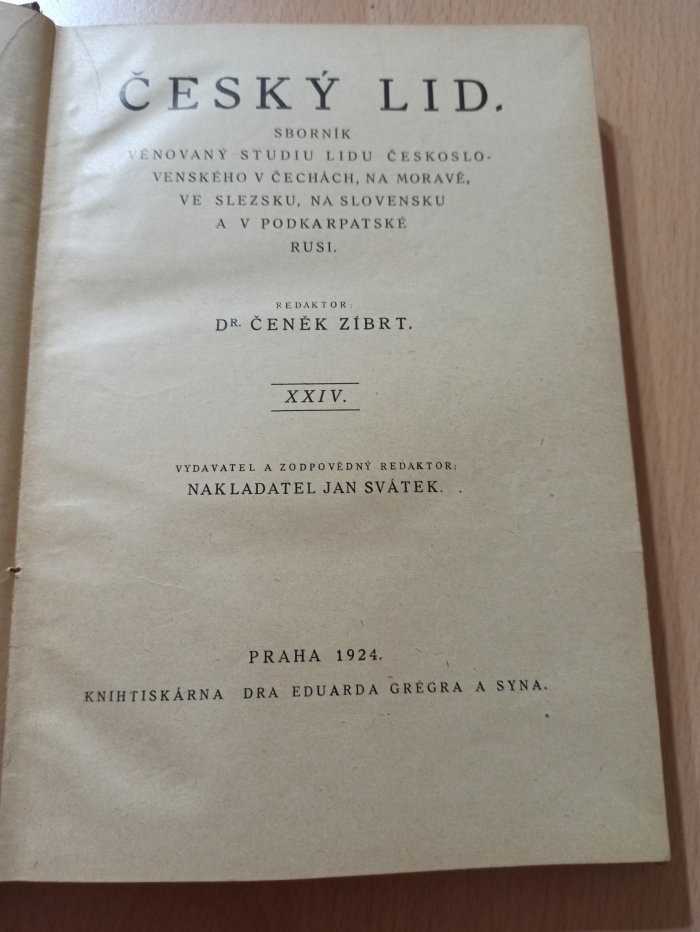 ČESKÝ LID.
SBORNÍK
VĚNOVANÝ STUDIU LIDU ČESKOSLO-
VENSKÉHO V ČECHÁCH, NA MORAVĚ,
VE SLEZSKU, NA SLOVENSKU
A V PODKARPATSKÉ
RUSI.
REDAKTOR:
DR. ČENĚK ZÍBRT.
XXIV.
VYDAVATEL A ZODPOVĚDNÝ REDAKTOR:
NAKLADATEL JAN SVÁTEK.
PRAHA 1924.
KNIHTISKÁRNA DRA EDUARDA GRÉGRA A SYNA.